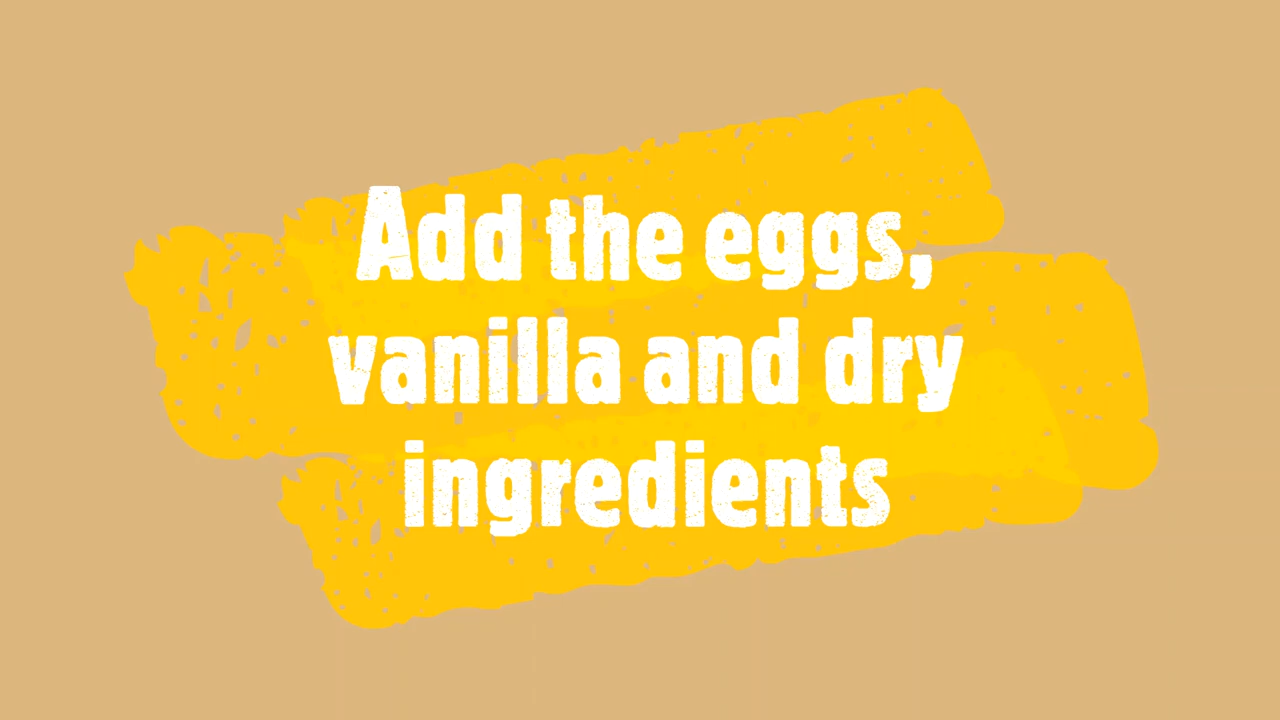 Add the eggs,
vanilla and dry
ingredients